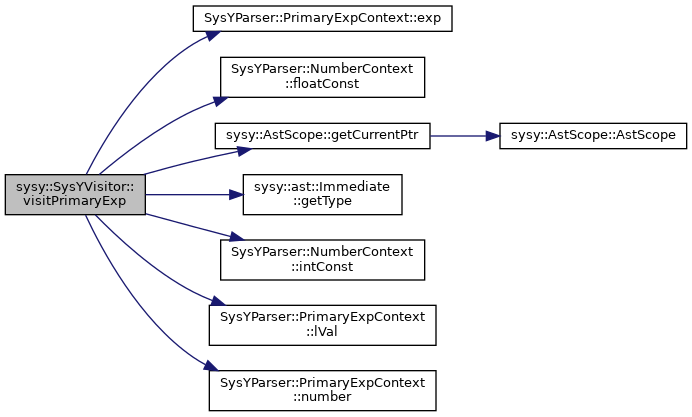 SysYParser::PrimaryExpContext::exp
SysYParser::NumberContext
::floatConst
sysy::AstScope::getCurrentPtr
sysy::AstScope::AstScope
sysy::SysYVisitor::
visitPrimaryExp
sysy::ast::Immediate
::getType
SysYParser::NumberContext
::intConst
SysYParser::PrimaryExpContext
::lVal
SysYParser::PrimaryExpContext
::number